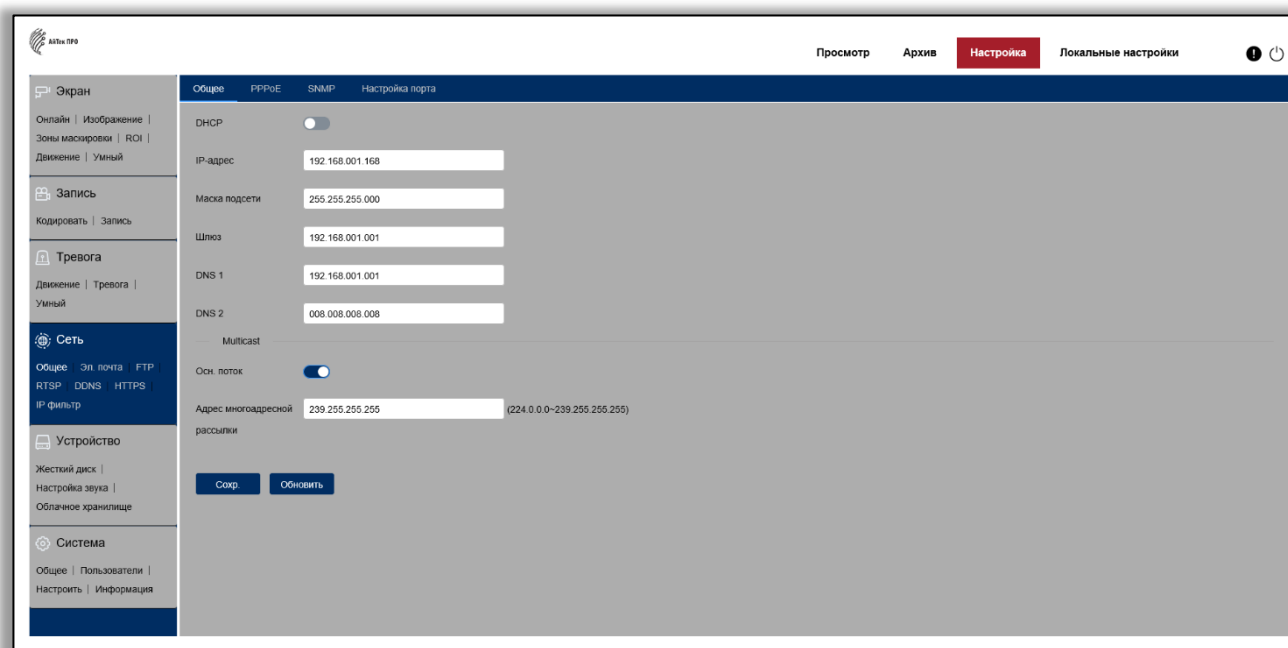 АйТек ПРО
Просмотр Архив Настройка Локальные настройки
Экран
Онлайн | Изображение |
Зоны маскировки | ROI |
Движение | Умный
Запись
Кодировать | Запись
Тревога
Движение | Тревога |
Умный
Сеть
Общее | Эл. почта | FTP |
RTSP | DDNS | HTTPS |
IP фильтр
Устройство
Жесткий диск |
Настройка звука |
Облачное хранилище
Система
Общее | Пользователи |
Настроить | Информация
Общее PPPoE SNMP Настройка порта
DHCP
IP-адрес 192.168.001.168
Маска подсети 255.255.255.000
Шлюз 192.168.001.001
DNS 1 192.168.001.001
DNS 2 008.008.008.008
Multicast
Осн. поток
Адрес многоадресной 239.255.255.255 (224.0.0.0~239.255.255.255)
рассылки
Сохр. Обновить